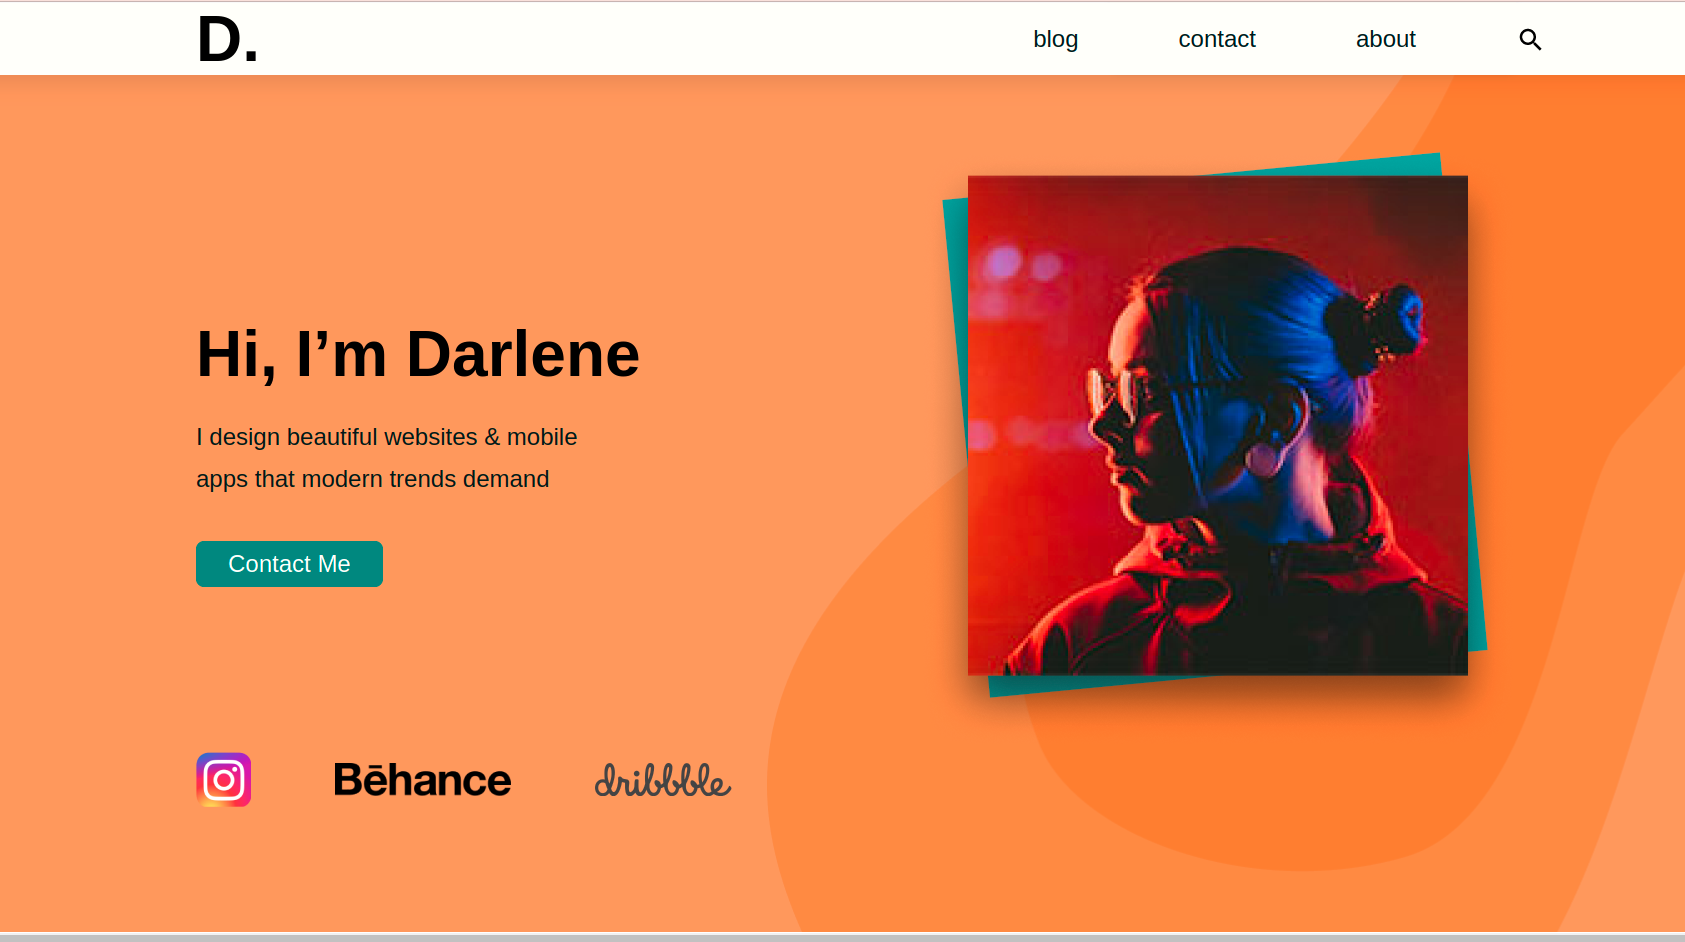 D.
blog
contact
about
Hi, I’m Darlene
I design beautiful websites & mobile
apps that modern trends demand
Contact Me
Bēhance
dribbble